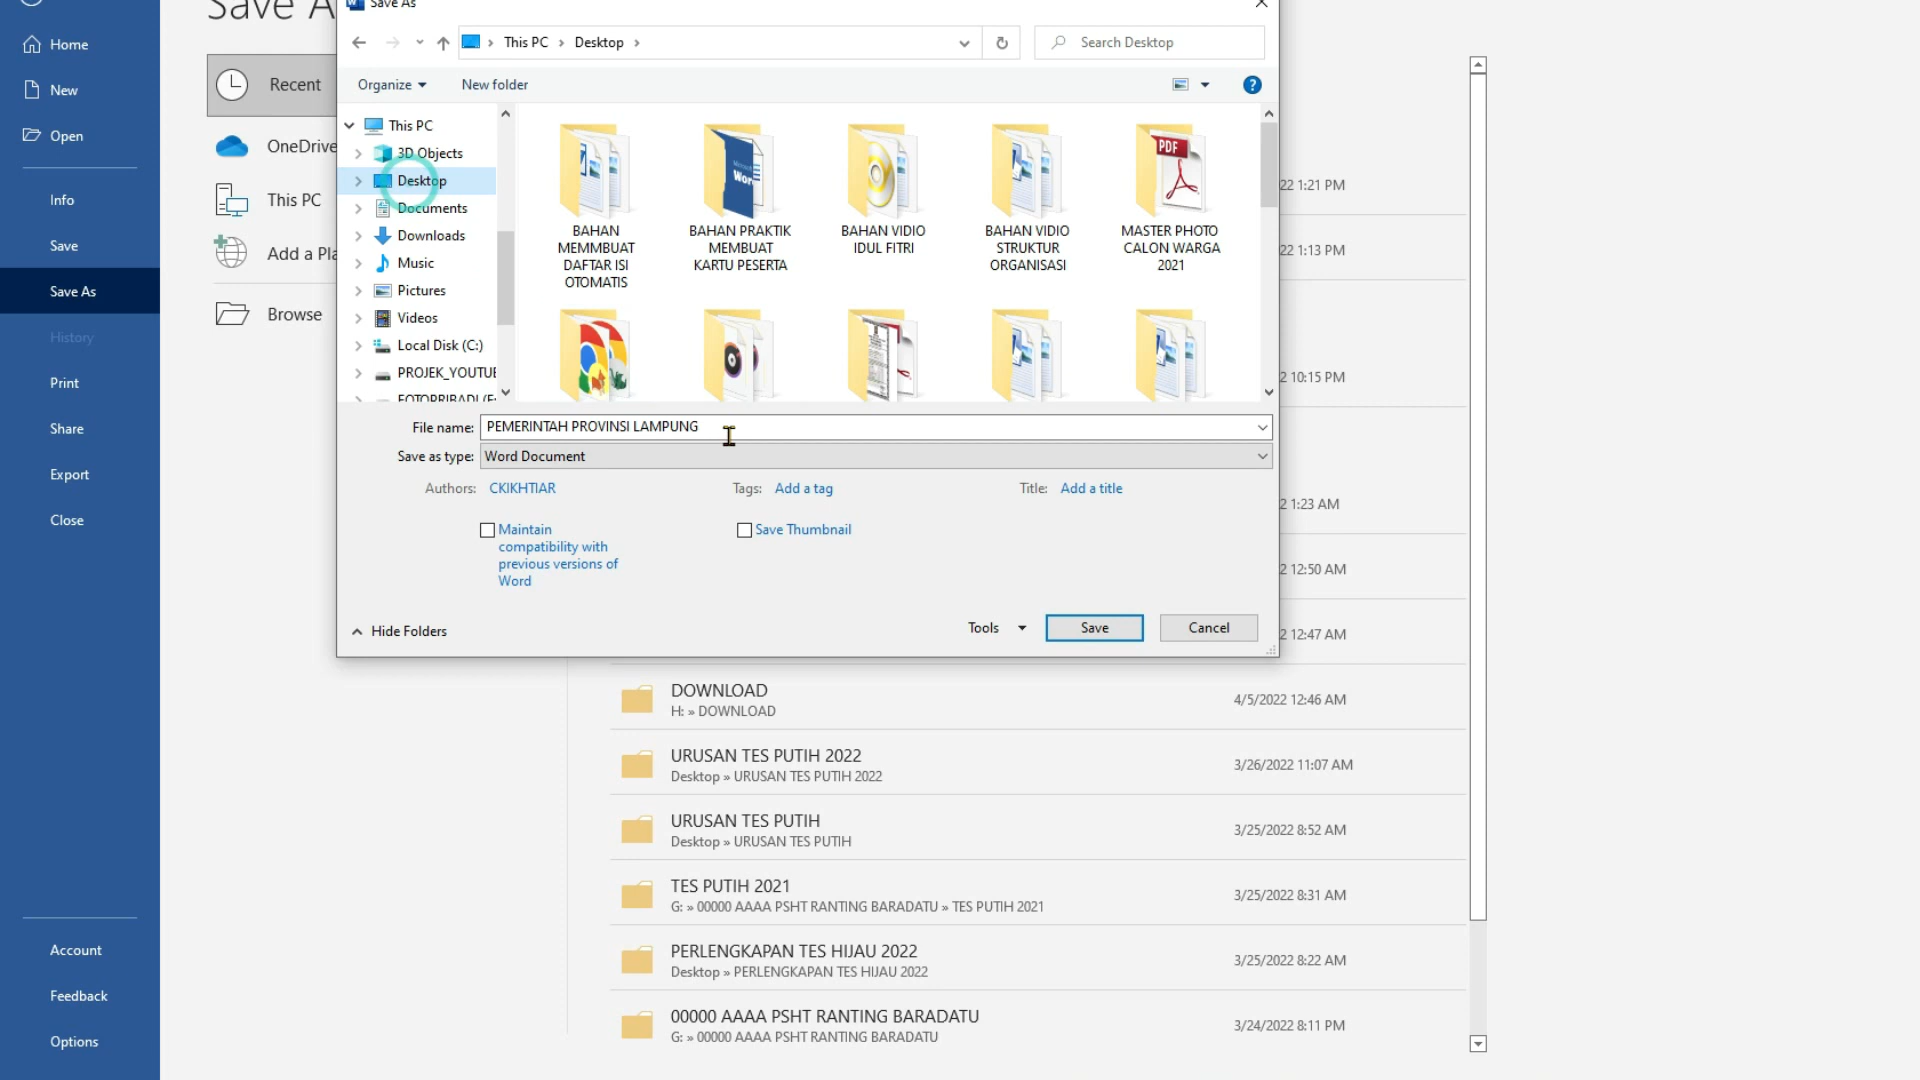 Save A
Home
New
Open
Info
Save
Save As
History
Print
Share
Export
Close
Account
Feedback
Options
Recent
OneDrive
This PC
Add a Pla
Browse
Save As
This PC › Desktop ›
Search Desktop
Organize
New folder
?
This PC
3D Objects
Desktop
Documents
Downloads
Music
Pictures
Videos
Local Disk (C:)
PROJEK_YOUTUE
FOTOPRIBADI (F:
BAHAN
MEMMBUAT
DAFTAR ISI
OTOMATIS
BAHAN PRAKTIK
MEMBUAT
KARTU PESERTA
BAHAN VIDIO
IDUL FITRI
BAHAN VIDIO
STRUKTUR
ORGANISASI
PDF
MASTER PHOTO
CALON WARGA
2021
File name: PEMERINTAH PROVINSI LAMPUNG
Save as type: Word Document
Authors: CKIKHTIAR
Tags: Add a tag
Title: Add a title
Maintain
compatibility with
previous versions of
Word
Save Thumbnail
Hide Folders
Tools
Save
Cancel
22 1:21 PM
22 1:13 PM
2 10:15 PM
2 1:23 AM
2 12:50 AM
2 12:47 AM
DOWNLOAD
H: » DOWNLOAD
4/5/2022 12:46 AM
URUSAN TES PUTIH 2022
Desktop » URUSAN TES PUTIH 2022
3/26/2022 11:07 AM
URUSAN TES PUTIH
Desktop » URUSAN TES PUTIH
3/25/2022 8:52 AM
TES PUTIH 2021
G: » 00000 AAAA PSHT RANTING BARADATU » TES PUTIH 2021
3/25/2022 8:31 AM
PERLENGKAPAN TES HIJAU 2022
Desktop » PERLENGKAPAN TES HIJAU 2022
3/25/2022 8:22 AM
00000 AAAA PSHT RANTING BARADATU
G: » 00000 AAAA PSHT RANTING BARADATU
3/24/2022 8:11 PM